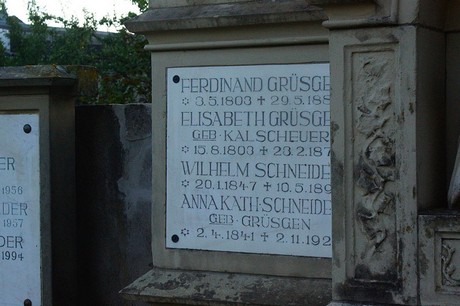 ER
1956
DER
1957
DER
1994
FERDINAND GRÜSGE
* 3.5.1803 + 29.5.188
ELISABETH GRÜSGE
GEB·KALSCHEUER
* 15.8.1803 + 23.2.187
WILHELM SCHNEIDE
* 20.1.1847 + 10.5.189
ANNA KATH·SCHNEIDE
GEB·GRÜSGEN
* 2.4.1841 + 2.11.192